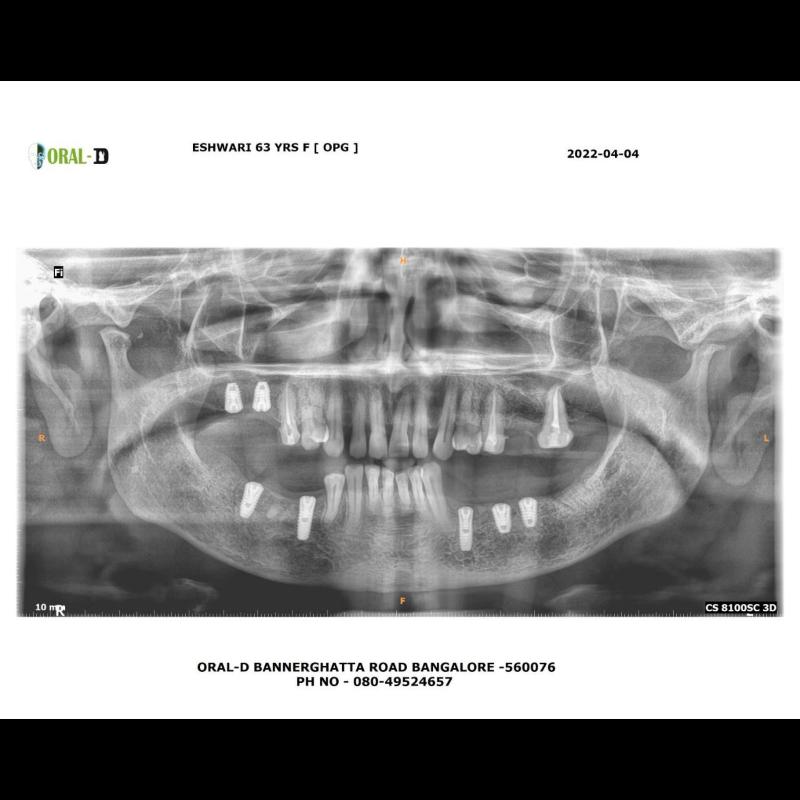 ORAL-D
ESHWARI 63 YRS F [ OPG ]
2022-04-04
H
Fi
R
L
F
10 mm
R
CS 8100SC 3D
ORAL-D BANNERGHATTA ROAD BANGALORE -560076
PH NO - 080-49524657